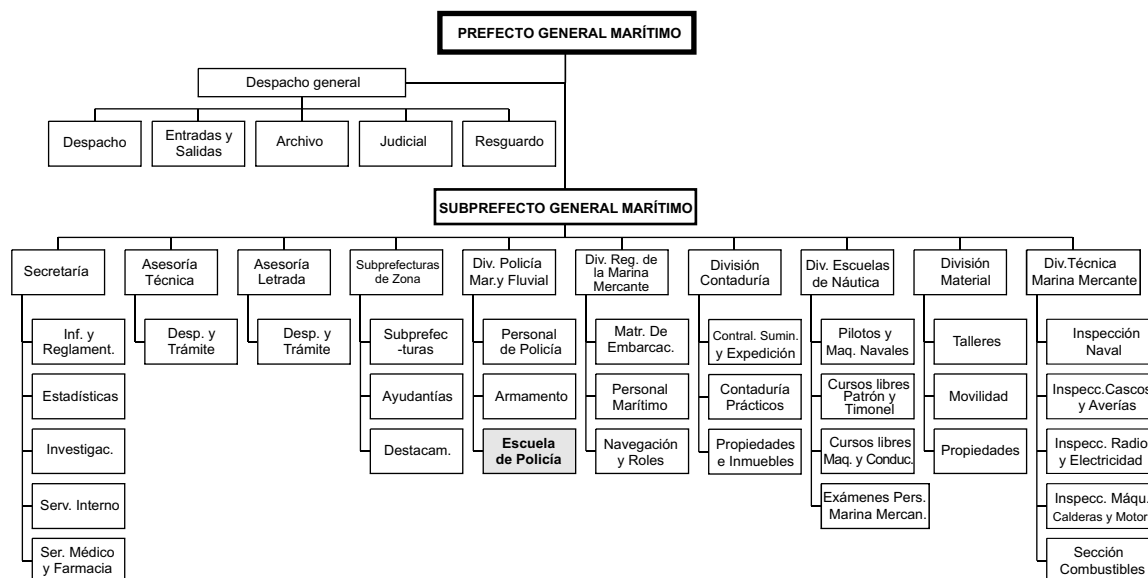 PREFECTO GENERAL MARÍTIMO
Despacho general
Despacho
Entradas y
Salidas
Archivo
Judicial
Resguardo
SUBPREFECTO GENERAL MARÍTIMO
Secretaría
Inf. y
Reglament.
Estadísticas
Investigac.
Serv. Interno
Ser. Médico
y Farmacia
Asesoría
Técnica
Desp. y
Trámite
Asesoría
Letrada
Desp. y
Trámite
Subprefecturas
de Zona
Subprefec
-turas
Ayudantías
Destacam.
Div. Policía
Mar.y Fluvial
Personal
de Policía
Armamento
Escuela
de Policía
Div. Reg. de
la Marina
Mercante
Matr. De
Embarcac.
Personal
Marítimo
Navegación
y Roles
División
Contaduría
Contral. Sumin.
y Expedición
Contaduría
Prácticos
Propiedades
e Inmuebles
Div. Escuelas
de Náutica
Pilotos y
Maq. Navales
Cursos libres
Patrón y
Timonel
Cursos libres
Maq. y Conduc.
Exámenes Pers.
Marina Mercan.
División
Material
Talleres
Movilidad
Propiedades
Div.Técnica
Marina Mercante
Inspección
Naval
Inspecc.Cascos
y Averías
Inspecc. Radio
y Electricidad
Inspecc. Máqu.
Calderas y Motor
Sección
Combustibles